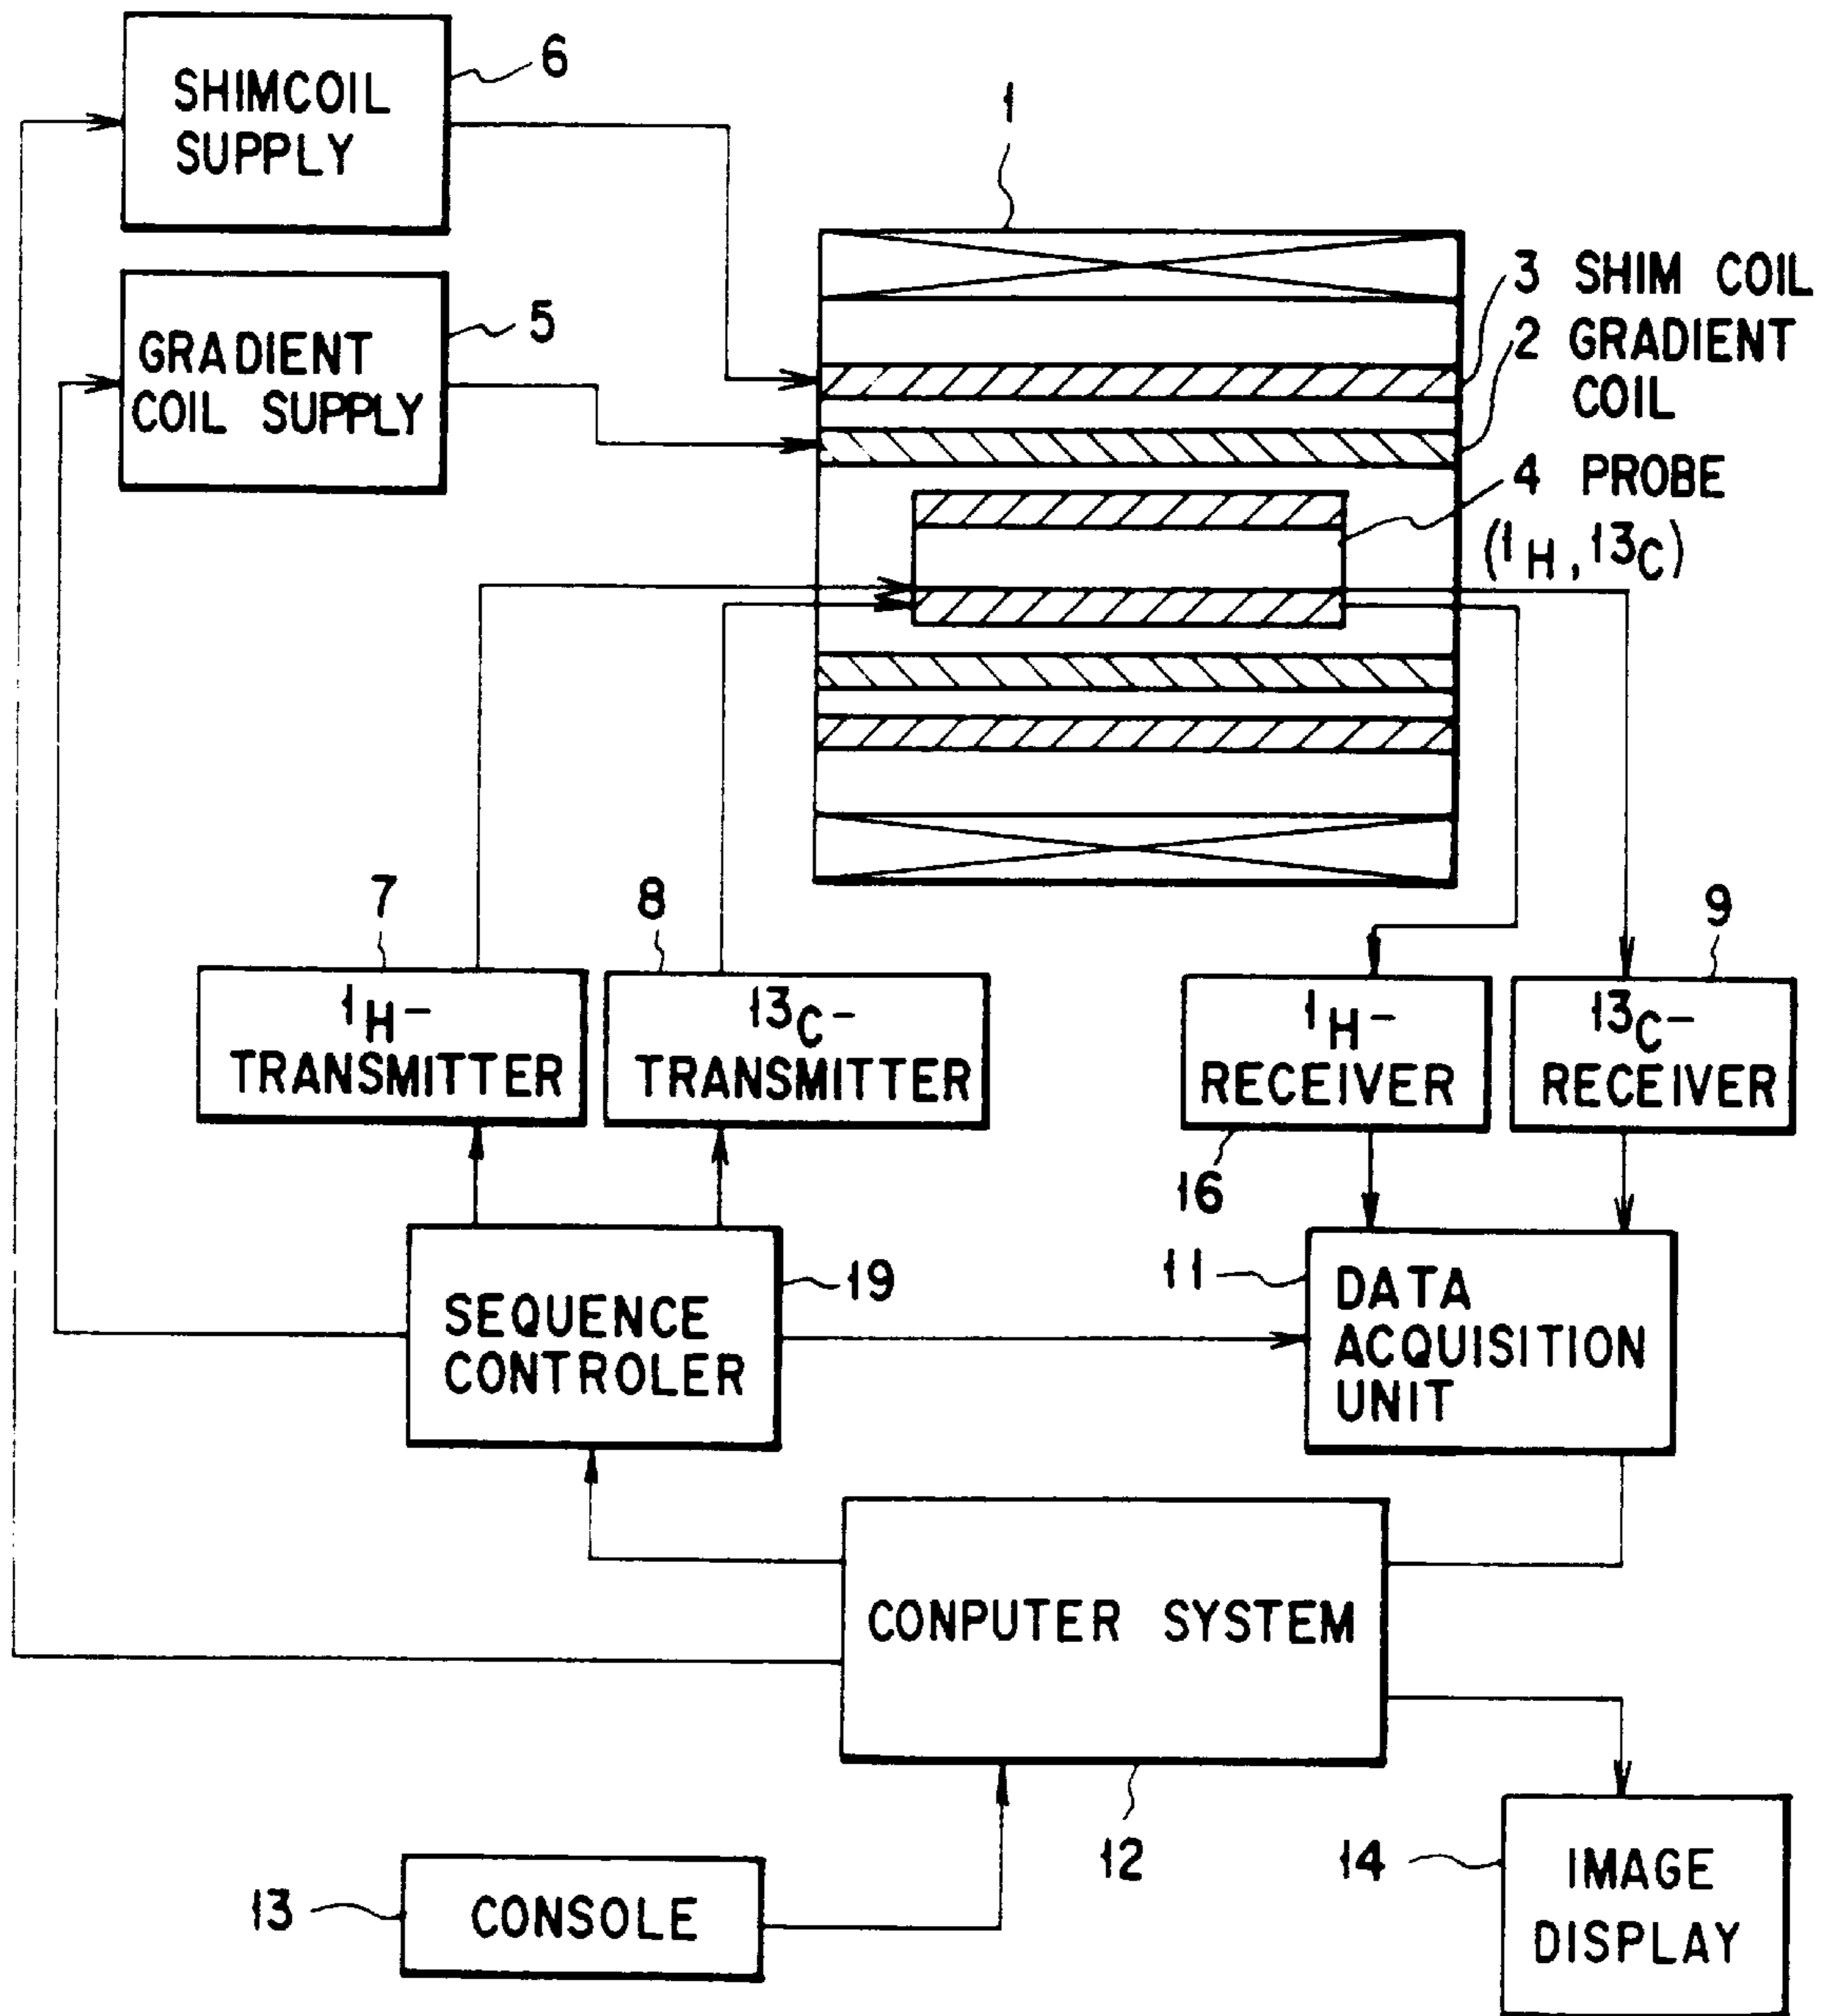 6
SHIMCOIL
SUPPLY
1
3 SHIM COIL
5
2 GRADIENT
COIL
GRADIENT
COIL SUPPLY
4 PROBE
(1H, 13C)
7
8
9
1H-
TRANSMITTER
13C-
TRANSMITTER
1H-
RECEIVER
13C-
RECEIVER
16
19
11
SEQUENCE
CONTROLER
DATA
ACQUISITION
UNIT
CONPUTER SYSTEM
12
13
CONSOLE
14
IMAGE
DISPLAY